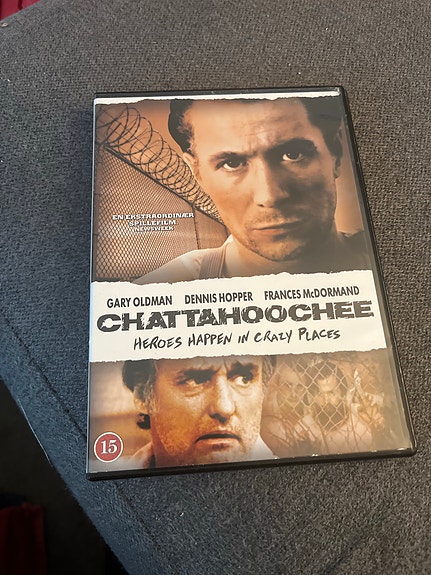 EN EKSTRAORDINÆR
SPILLEFILM
NEWSWEEK
GARY OLDMAN DENNIS HOPPER FRANCES McDORMAND
CHATTAHOOCHEE
HEROES HAPPEN IN CRAZY PLACES
15